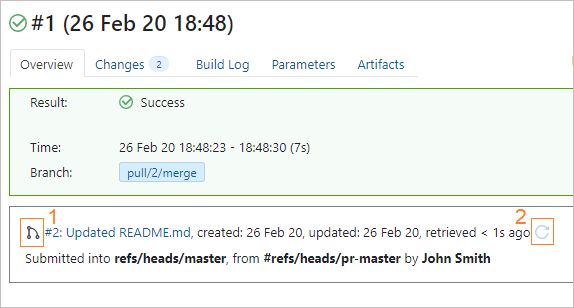 #1 (26 Feb 20 18:48)
Overview Changes 2 Build Log Parameters Artifacts
Result: Success
Time: 26 Feb 20 18:48:23 - 18:48:30 (7s)
Branch: pull/2/merge
1 2
#2: Updated README.md, created: 26 Feb 20, updated: 26 Feb 20, retrieved < 1s ago
Submitted into refs/heads/master, from #refs/heads/pr-master by John Smith